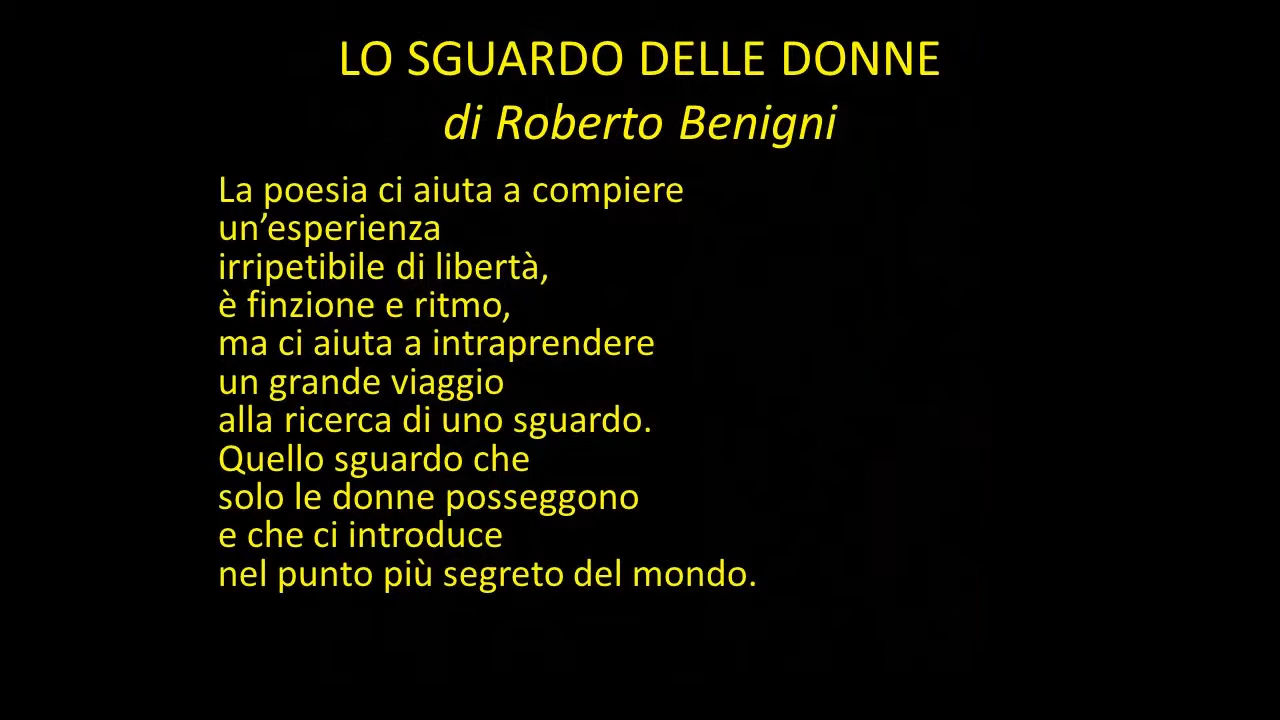 LO SGUARDO DELLE DONNE
di Roberto Benigni
La poesia ci aiuta a compiere
un’esperienza
irripetibile di libertà,
è finzione e ritmo,
ma ci aiuta a intraprendere
un grande viaggio
alla ricerca di uno sguardo.
Quello sguardo che
solo le donne posseggono
e che ci introduce
nel punto più segreto del mondo.